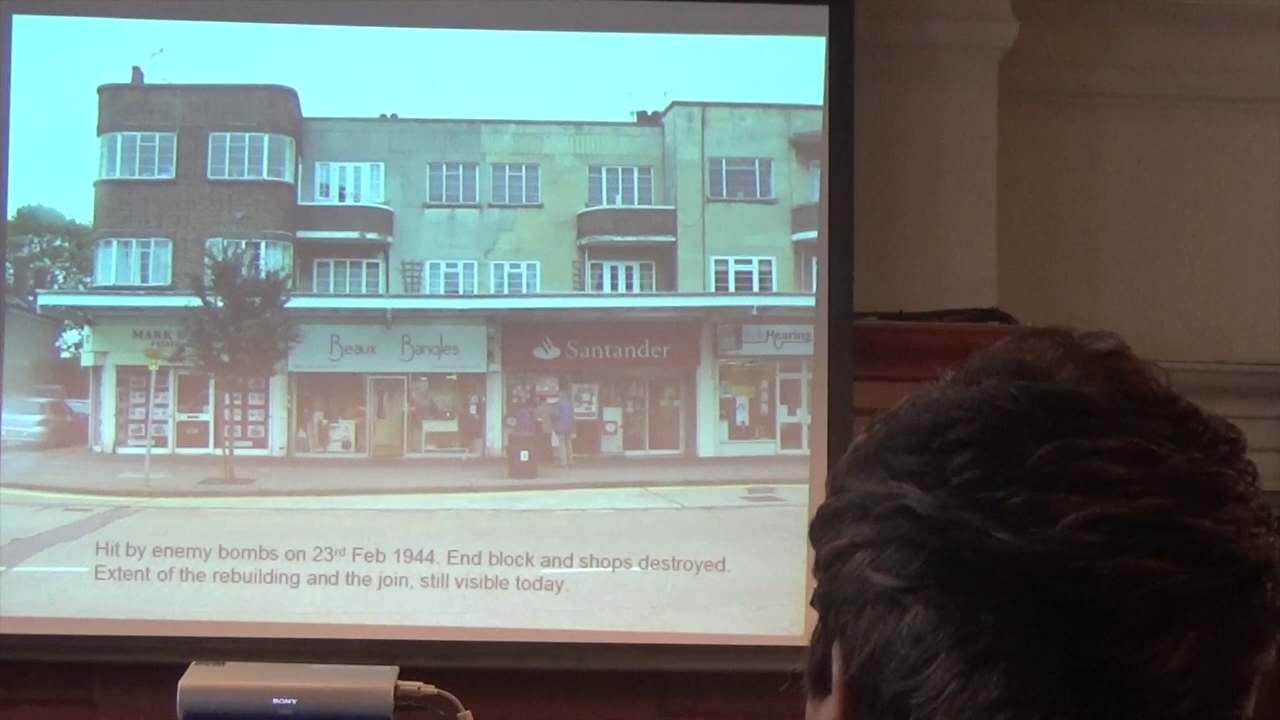 MARK
Beaux Bangles
Santander
Hearing
Hit by enemy bombs on 23rd Feb 1944. End block and shops destroyed.
Extent of the rebuilding and the join, still visible today.
SONY